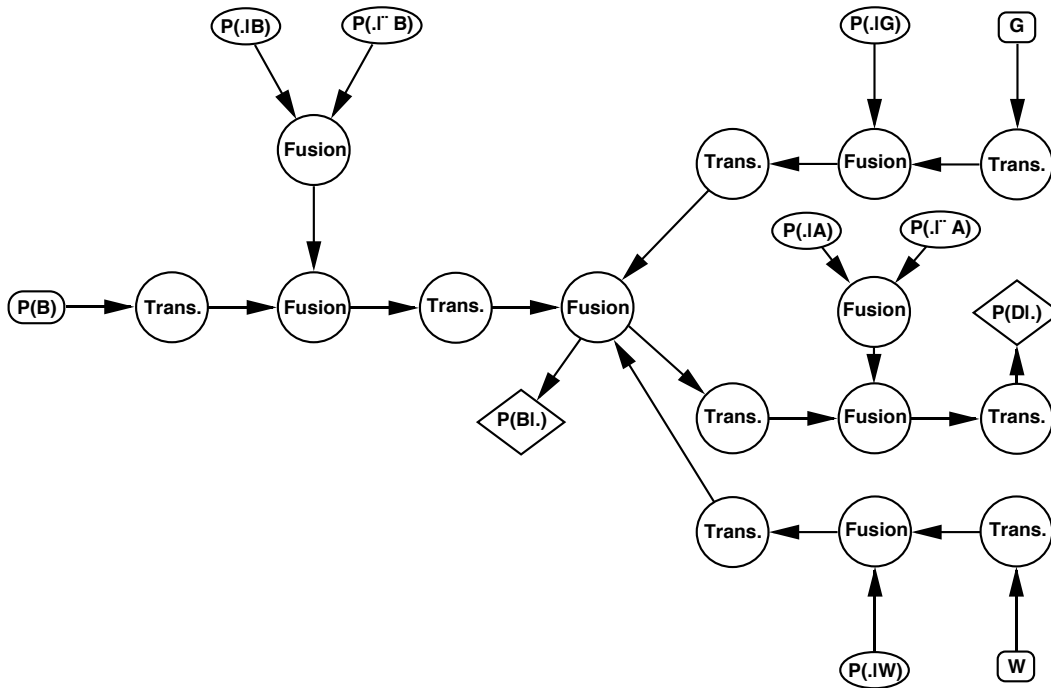 P(.|B)
P(.|¨ B)
P(.|G)
G
Fusion
Trans.
Fusion
Trans.
P(.|A)
P(.|¨ A)
P(B)
Trans.
Fusion
Trans.
Fusion
Fusion
P(D|.)
P(B|.)
Trans.
Fusion
Trans.
Trans.
Fusion
Trans.
P(.|W)
W